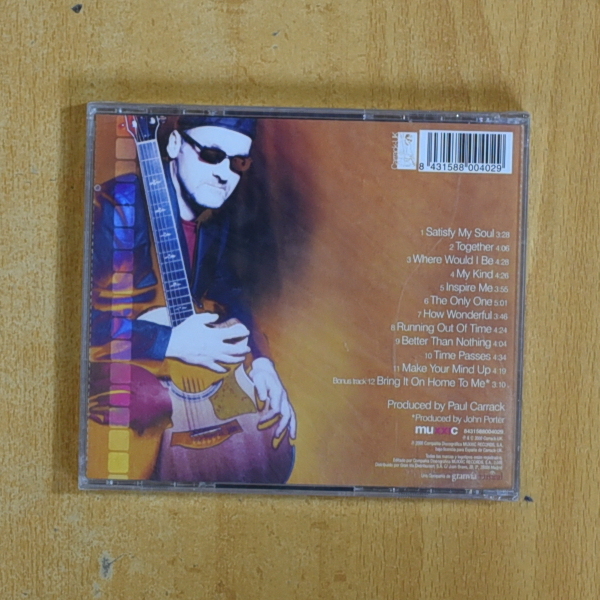 8 431588 004029
1 Satisfy My Soul 3:28
2 Together 4:06
3 Where Would I Be 4:28
4 My Kind 4:26
5 Inspire Me 3:55
6 The Only One 5:01
7 How Wonderful 3:46
8 Running Out Of Time 4:24
9 Better Than Nothing 4:04
10 Time Passes 4:34
11 Make Your Mind Up 4:19
Bonus track 12 Bring It On Home To Me* 3:10
Produced by Paul Carrack
*Produced by John Porter
muxxic 8431588004029
granvía